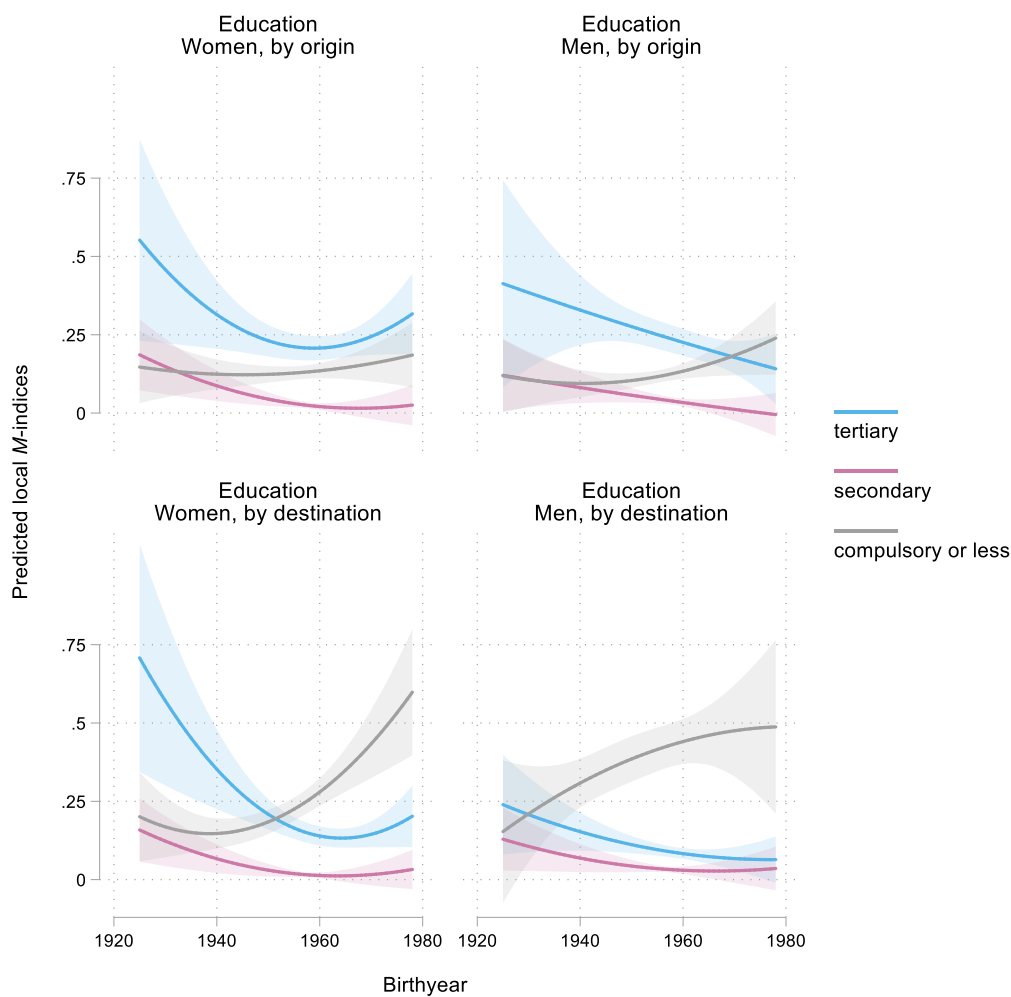 Education
Women, by origin
Education
Men, by origin
.75
.5
.25
0
Education
Women, by destination
Education
Men, by destination
.75
.5
.25
0
1920 1940 1960 1980
1920 1940 1960 1980
Birthyear
Predicted local M-indices
tertiary
secondary
compulsory or less